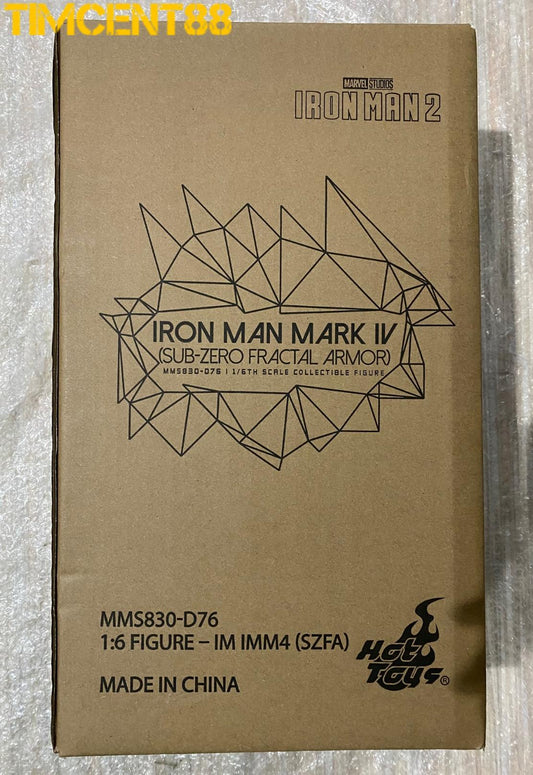 TIMCENT88
MARVEL STUDIOS
IRON MAN 2
IRON MAN MARK IV
(SUB-ZERO FRACTAL ARMOR)
MMS830-D76 | 1/6TH SCALE COLLECTIBLE FIGURE
MMS830-D76
1:6 FIGURE – IM IMM4 (SZFA)
MADE IN CHINA
Hot
Toys®